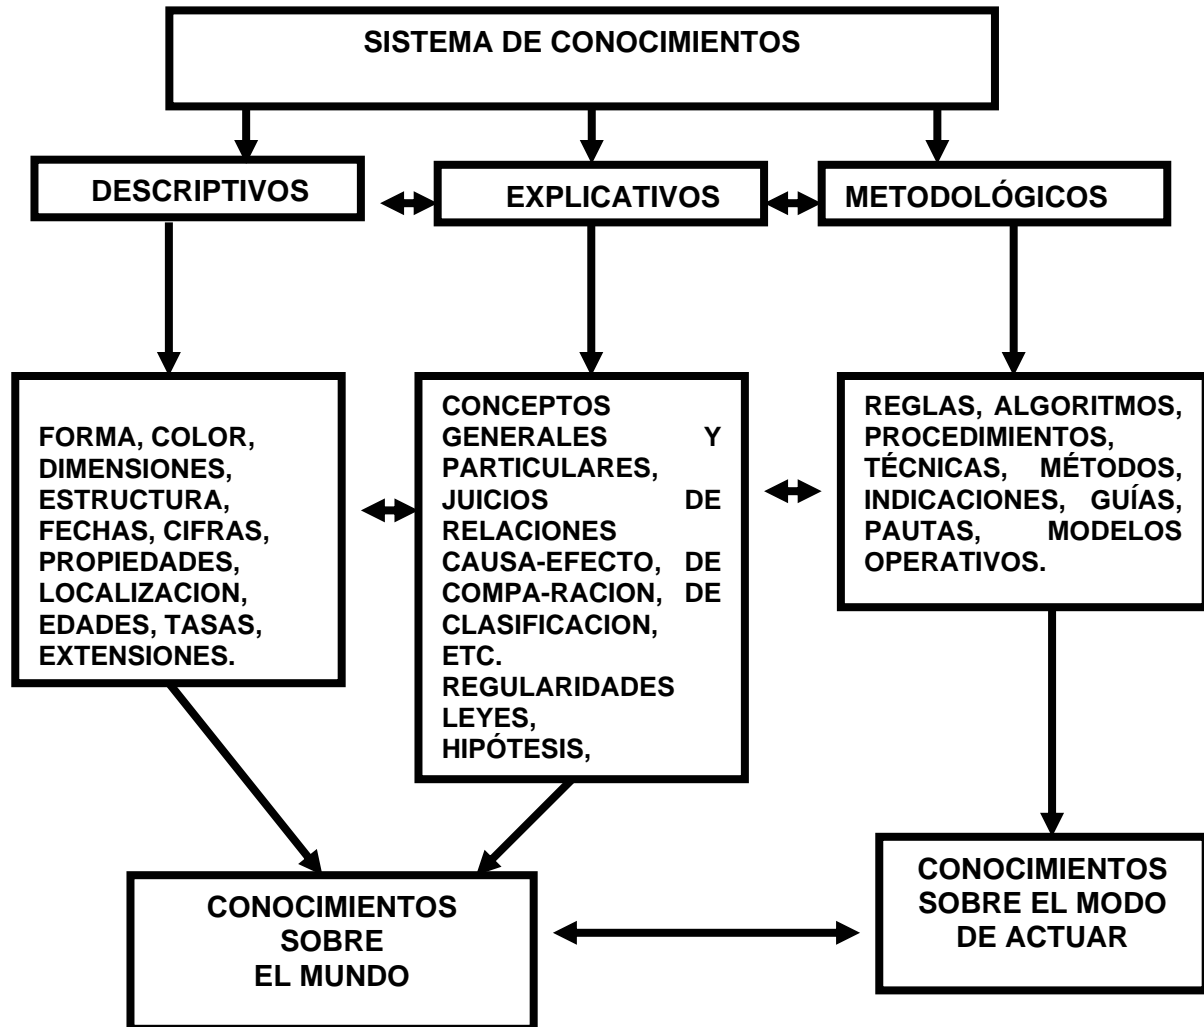 SISTEMA DE CONOCIMIENTOS
DESCRIPTIVOS
EXPLICATIVOS
METODOLÓGICOS
FORMA, COLOR,
DIMENSIONES,
ESTRUCTURA,
FECHAS, CIFRAS,
PROPIEDADES,
LOCALIZACION,
EDADES, TASAS,
EXTENSIONES.
CONCEPTOS
GENERALES Y
PARTICULARES,
JUICIOS DE
RELACIONES
CAUSA-EFECTO, DE
COMPA-RACION, DE
CLASIFICACION,
ETC.
REGULARIDADES
LEYES,
HIPÓTESIS,
REGLAS, ALGORITMOS,
PROCEDIMIENTOS,
TÉCNICAS, MÉTODOS,
INDICACIONES, GUÍAS,
PAUTAS, MODELOS
OPERATIVOS.
CONOCIMIENTOS
SOBRE
EL MUNDO
CONOCIMIENTOS
SOBRE EL MODO
DE ACTUAR